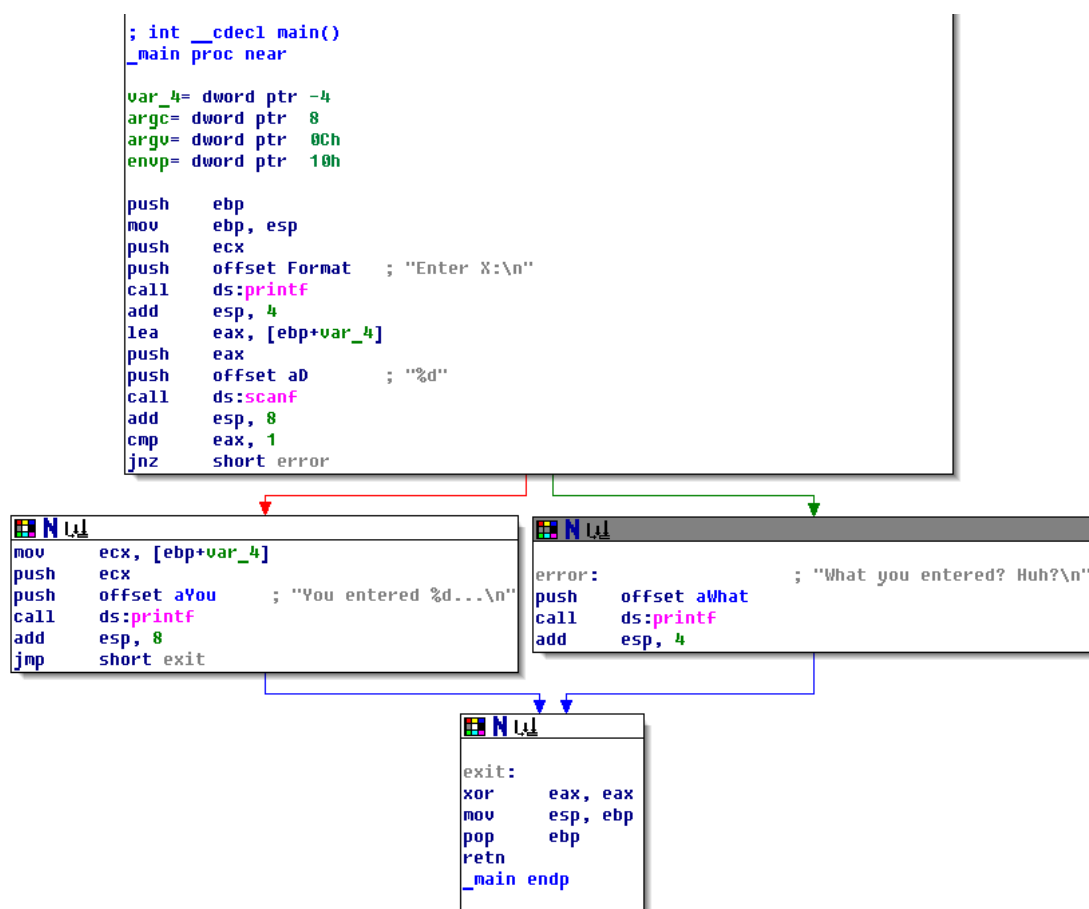 ; int __cdecl main()
_main proc near
var_4= dword ptr -4
argc= dword ptr  8
argv= dword ptr  0Ch
envp= dword ptr  10h
push    ebp
mov     ebp, esp
push    ecx
push    offset Format   ; "Enter X:\n"
call    ds:printf
add     esp, 4
lea     eax, [ebp+var_4]
push    eax
push    offset aD       ; "%d"
call    ds:scanf
add     esp, 8
cmp     eax, 1
jnz     short error
mov     ecx, [ebp+var_4]
push    ecx
push    offset aYou     ; "You entered %d...\n"
call    ds:printf
add     esp, 8
jmp     short exit
error:                  ; "What you entered? Huh?\n"
push    offset aWhat
call    ds:printf
add     esp, 4
exit:
xor     eax, eax
mov     esp, ebp
pop     ebp
retn
_main endp